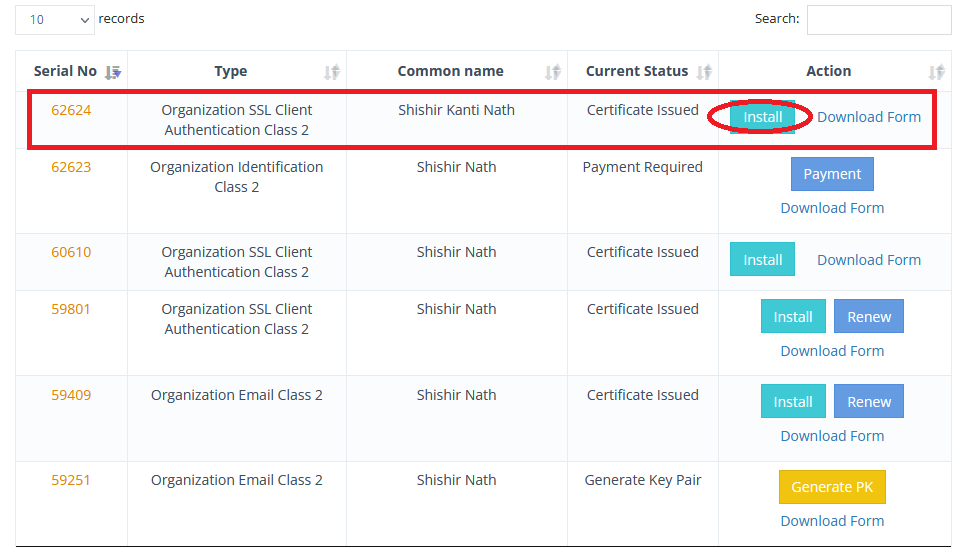 10 records Search:
Serial No Type Common name Current Status Action
62624 Organization SSL Client Shishir Kanti Nath Certificate Issued Install Download Form
Authentication Class 2
62623 Organization Identification Shishir Nath Payment Required Payment
Class 2
Download Form
60610 Organization SSL Client Shishir Nath Certificate Issued Install Download Form
Authentication Class 2
59801 Organization SSL Client Shishir Nath Certificate Issued Install Renew
Authentication Class 2
Download Form
59409 Organization Email Class 2 Shishir Nath Certificate Issued Install Renew
Download Form
59251 Organization Email Class 2 Shishir Nath Generate Key Pair Generate PK
Download Form